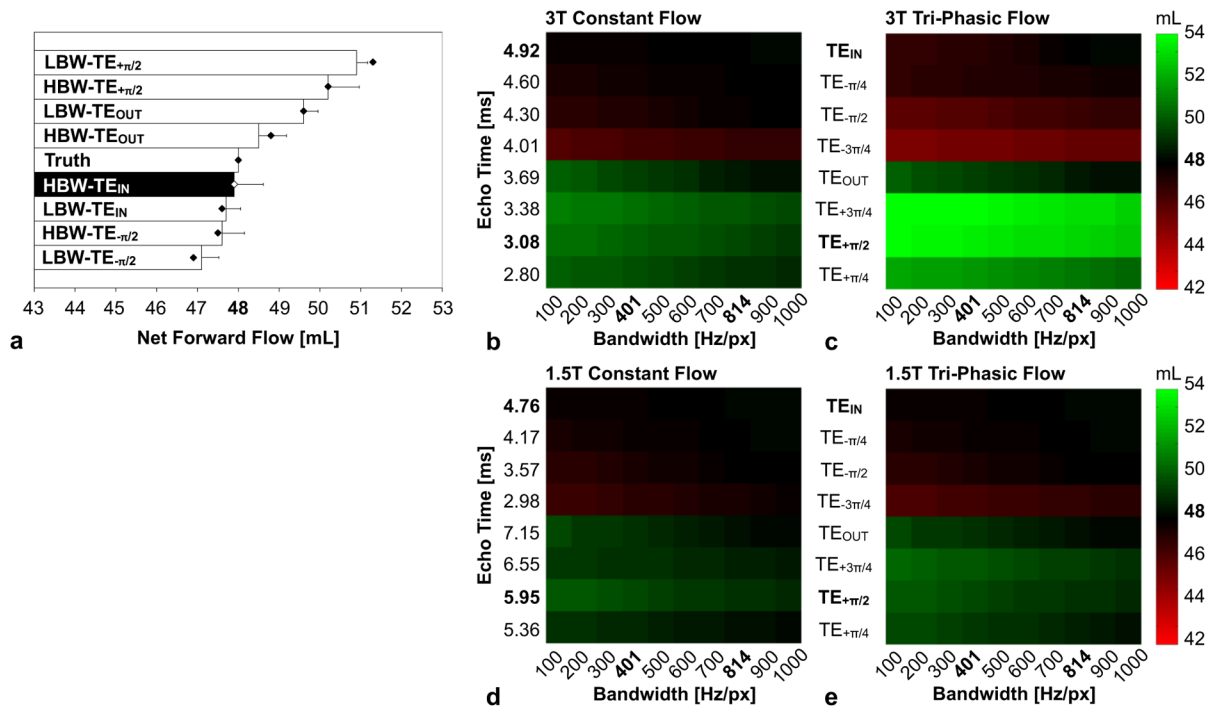 LBW-TE+π/2
HBW-TE+π/2
LBW-TEOUT
HBW-TEOUT
Truth
HBW-TEIN
LBW-TEIN
HBW-TE-π/2
LBW-TE-π/2
43 44 45 46 47 48 49 50 51 52 53
Net Forward Flow [mL]
a
3T Constant Flow
Echo Time [ms]
4.92
4.60
4.30
4.01
3.69
3.38
3.08
2.80
100 200 300 401 500 600 700 814 900 1000
Bandwidth [Hz/px]
b
3T Tri-Phasic Flow
TEIN
TE-π/4
TE-π/2
TE-3π/4
TEOUT
TE+3π/4
TE+π/2
TE+π/4
100 200 300 401 500 600 700 814 900 1000
Bandwidth [Hz/px]
c
mL
54
52
50
48
46
44
42
1.5T Constant Flow
Echo Time [ms]
4.76
4.17
3.57
2.98
7.15
6.55
5.95
5.36
100 200 300 401 500 600 700 814 900 1000
Bandwidth [Hz/px]
d
1.5T Tri-Phasic Flow
TEIN
TE-π/4
TE-π/2
TE-3π/4
TEOUT
TE+3π/4
TE+π/2
TE+π/4
100 200 300 401 500 600 700 814 900 1000
Bandwidth [Hz/px]
e
mL
54
52
50
48
46
44
42